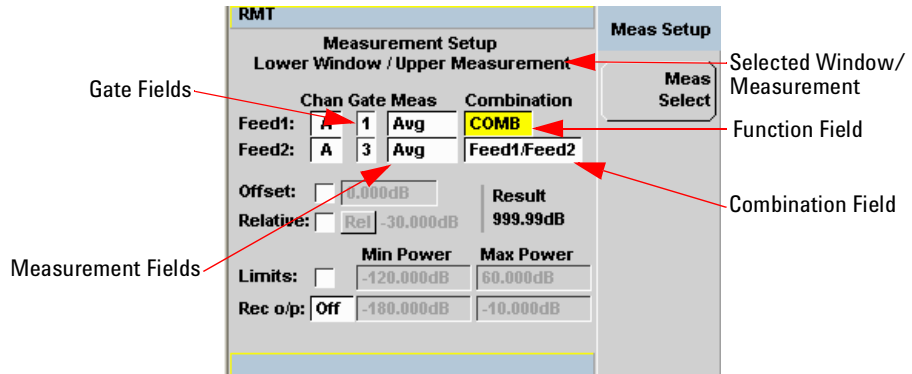 RMT
Meas Setup
Measurement Setup
Lower Window / Upper Measurement
Selected Window/
Measurement
Meas
Select
Gate Fields
Chan Gate Meas Combination
Feed1: A 1 Avg COMB
Function Field
Feed2: A 3 Avg Feed1/Feed2
Offset: 0.000dB
Result
Combination Field
Relative: Rel -30.000dB 999.99dB
Measurement Fields
Min Power Max Power
Limits: -120.000dB 60.000dB
Rec o/p: Off -180.000dB -10.000dB